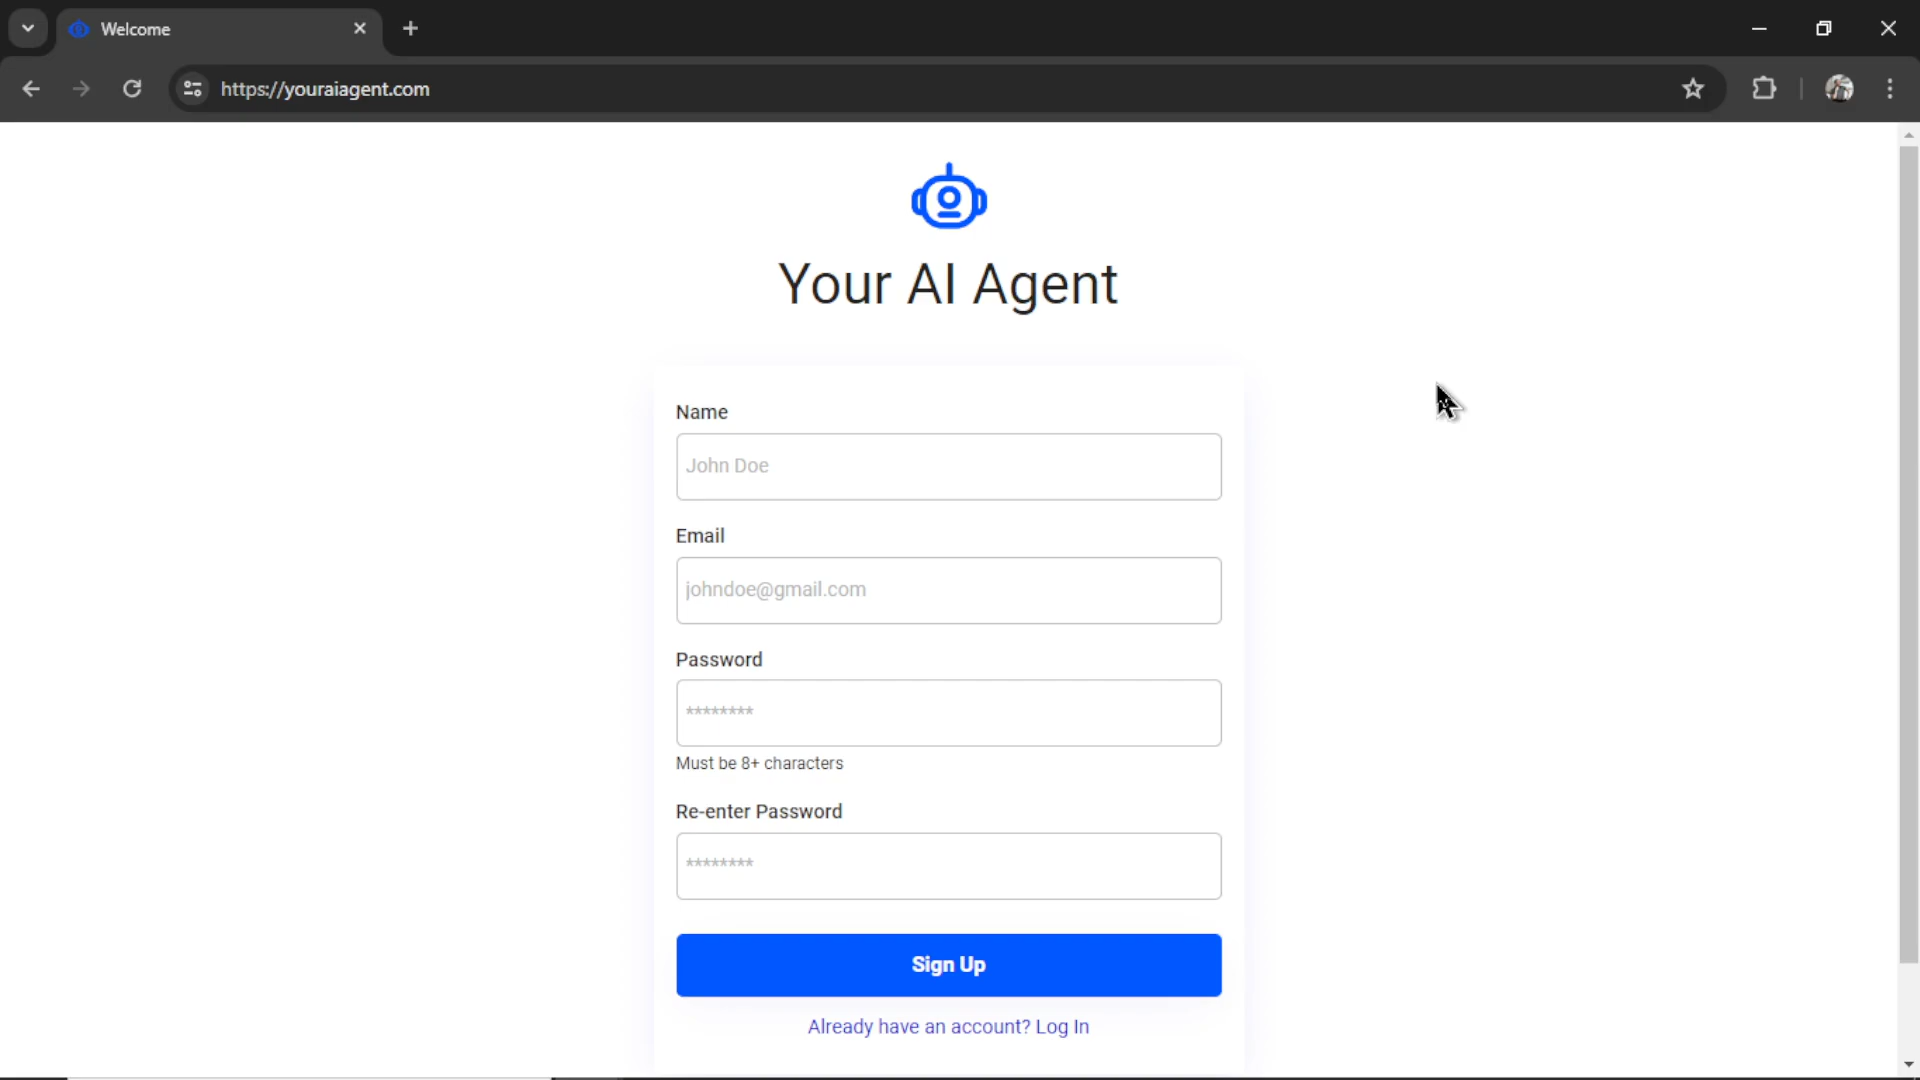 Welcome
https://youraiagent.com
Your AI Agent
Name
John Doe
Email
johndoe@gmail.com
Password
********
Must be 8+ characters
Re-enter Password
********
Sign Up
Already have an account? Log In